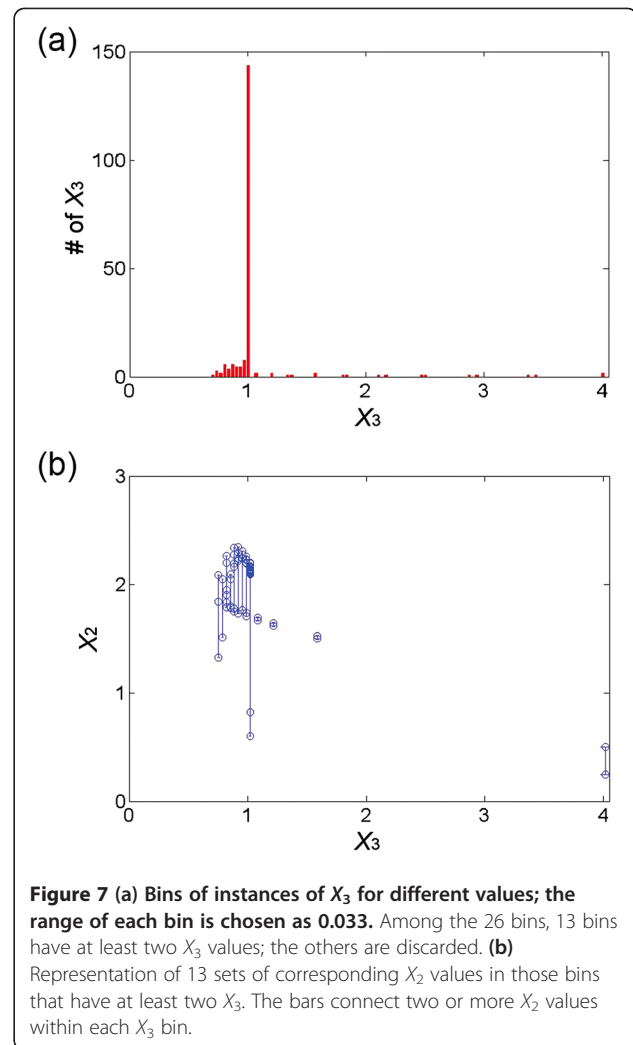 (a)
150
100
50
0
# of X3
0 1 2 3 4
X3
(b)
3
2
1
0
X2
0 1 2 3 4
X3
Figure 7 (a) Bins of instances of X3 for different values; the
range of each bin is chosen as 0.033. Among the 26 bins, 13 bins
have at least two X3 values; the others are discarded. (b)
Representation of 13 sets of corresponding X2 values in those bins
that have at least two X3. The bars connect two or more X2 values
within each X3 bin.